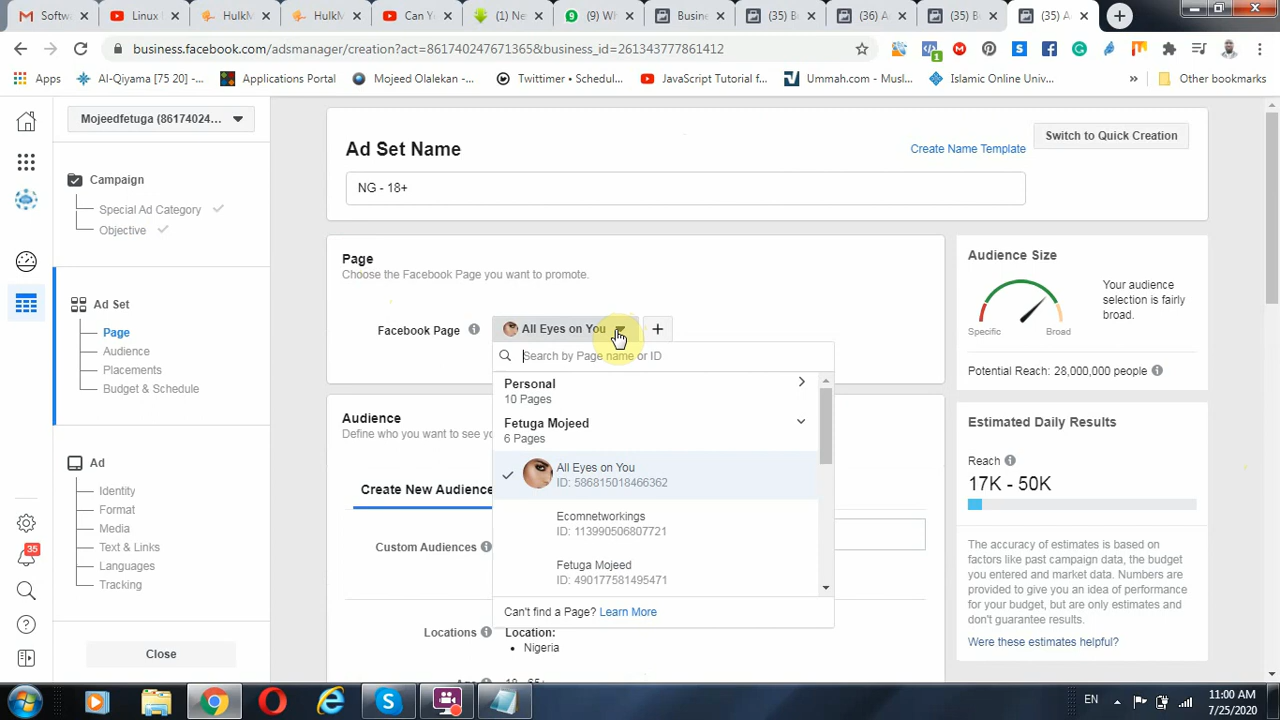 Softw
Linux
HulkM
HulkM
Can Y
(9) WI
Busine
(35) B
(36) A
(35) B
(35) A
business.facebook.com/adsmanager/creation?act=861740247671365&business_id=261343777861412
Apps
Al-Qiyama [75 20] -...
Applications Portal
Mojeed Olalekan -...
Twittimer • Schedul...
JavaScript Tutorial f...
Ummah.com - Musl...
Islamic Online Univ...
»
Other bookmarks
Mojeedfetuga (86174024...
Campaign
Special Ad Category
Objective
Ad Set
Page
Audience
Placements
Budget & Schedule
Ad
Identity
Format
Media
Text & Links
Languages
Tracking
35
Close
Ad Set Name
Create Name Template
Switch to Quick Creation
NG - 18+
Page
Choose the Facebook Page you want to promote.
Facebook Page
All Eyes on You
+
Search by Page name or ID
Personal
10 Pages
Fetuga Mojeed
6 Pages
All Eyes on You
ID: 586815018466362
Ecomnetworkings
ID: 113990506807721
Fetuga Mojeed
ID: 490177581495471
Can't find a Page? Learn More
Audience
Define who you want to see yo
Create New Audience
Custom Audiences
Locations
Location:
• Nigeria
Audience Size
Your audience
selection is fairly
broad.
Specific
Broad
Potential Reach: 28,000,000 people
Estimated Daily Results
Reach
17K - 50K
The accuracy of estimates is based on
factors like past campaign data, the budget
you entered and market data. Numbers are
provided to give you an idea of performance
for your budget, but are only estimates and
don't guarantee results.
Were these estimates helpful?
EN
11:00 AM
7/25/2020